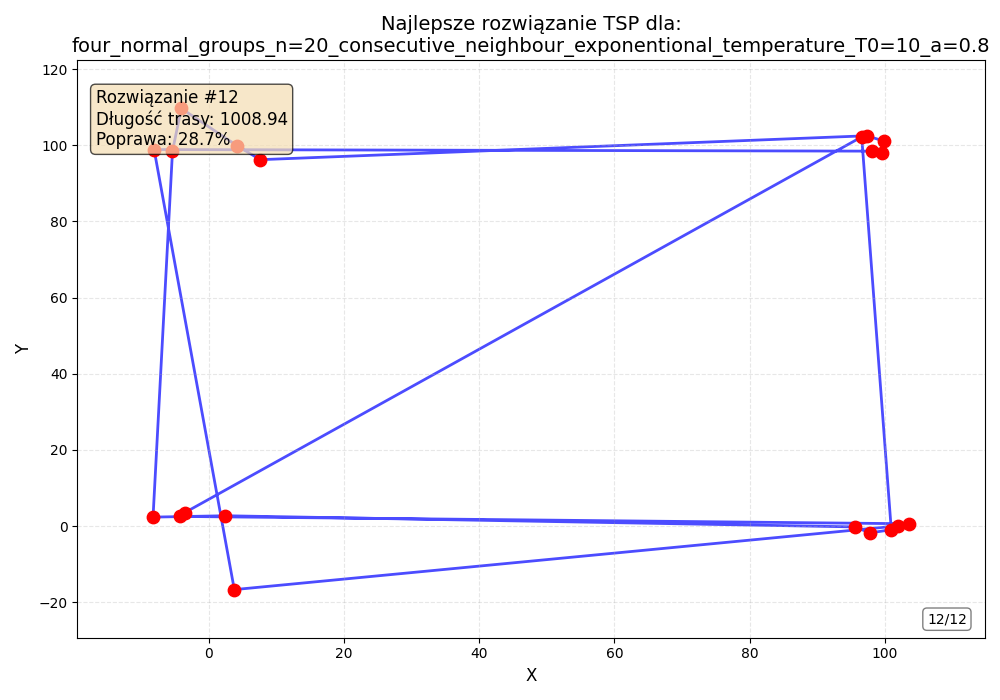 Najlepsze rozwiązanie TSP dla:
four_normal_groups_n=20_consecutive_neighbour_exponentional_temperature_T0=10_a=0.8
Rozwiązanie #12
Długość trasy: 1008.94
Poprawa: 28.7%
120
100
80
60
40
20
0
−20
Y
12/12
0 20 40 60 80 100
X